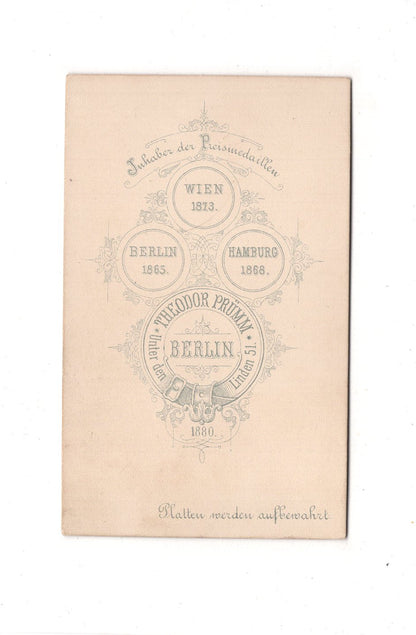 Inhaber der Preismedaillen
WIEN
1873.
BERLIN
1865.
HAMBURG
1868.
* THEODOR PRÜMM *
BERLIN
Unter den Linden 51.
1880.
Platten werden aufbewahrt